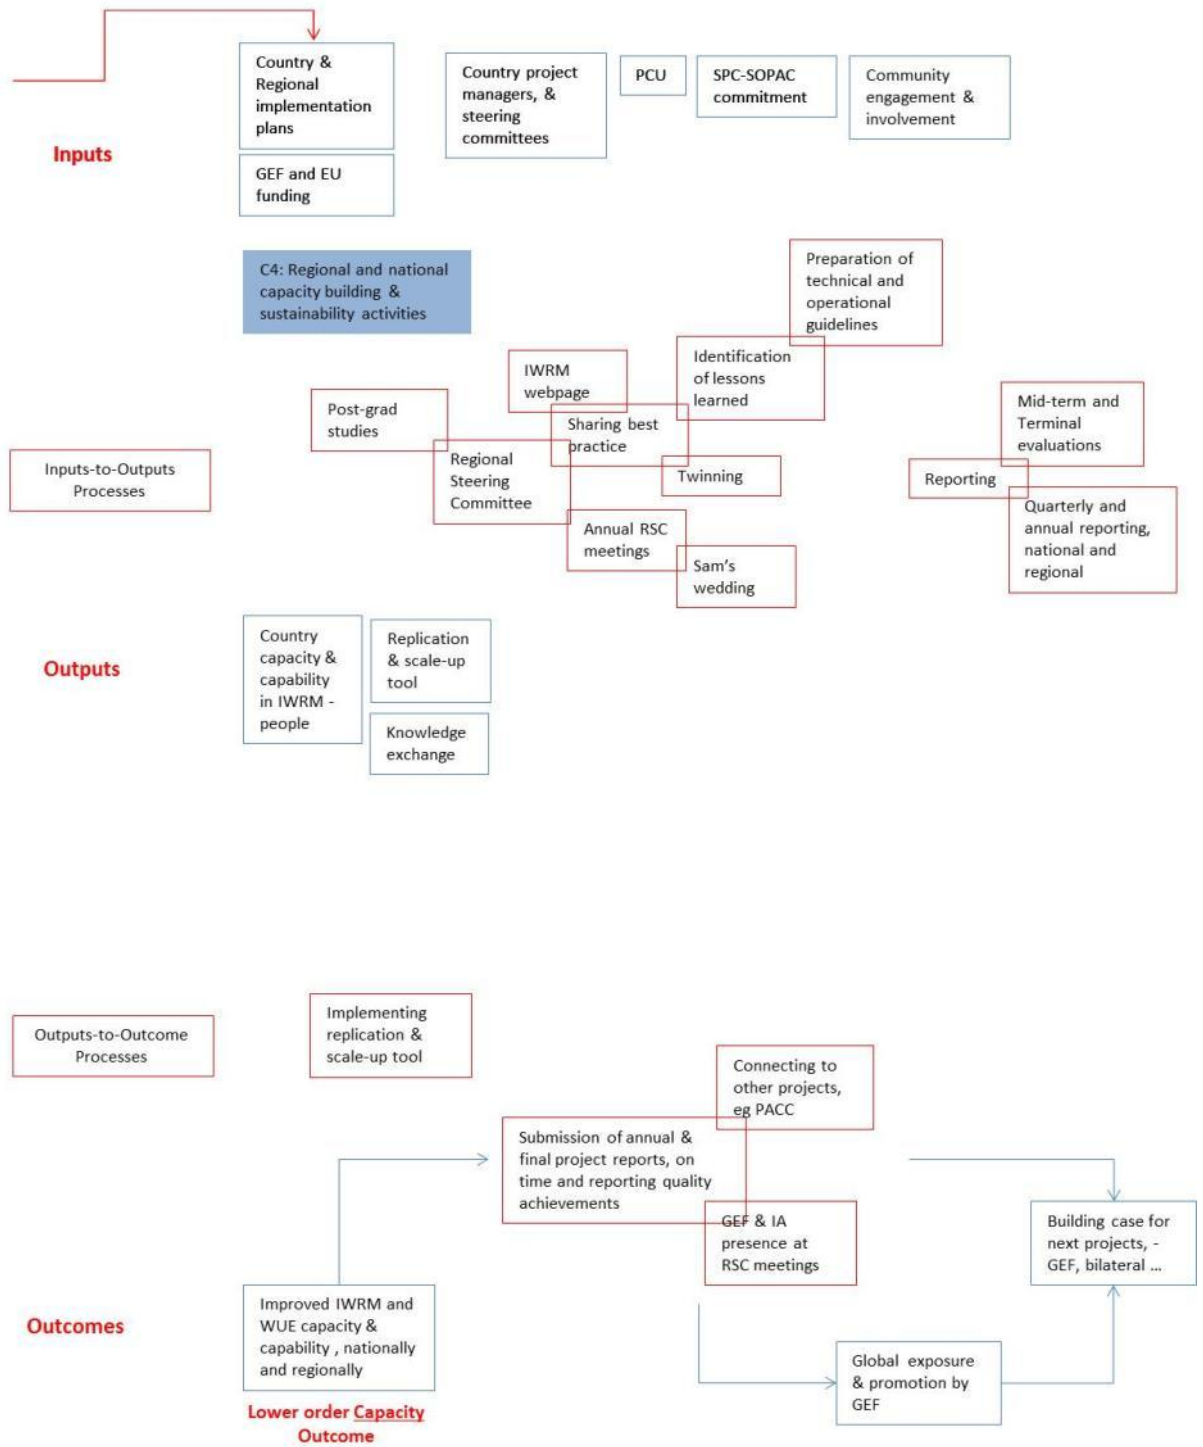 Country &
Regional
implementation
plans
Country project
managers, &
steering
committees
PCU
SPC-SOPAC
commitment
Community
engagement &
involvement
Inputs
GEF and EU
funding
C4: Regional and national
capacity building &
sustainability activities
Preparation of
technical and
operational
guidelines
Identification
of lessons
learned
IWRM
webpage
Sharing best
practice
Post-grad
studies
Regional
Steering
Committee
Twinning
Annual RSC
meetings
Sam's
wedding
Mid-term and
Terminal
evaluations
Reporting
Quarterly and
annual reporting,
national and
regional
Inputs-to-Outputs
Processes
Outputs
Country
capacity &
capability
in IWRM -
people
Replication
& scale-up
tool
Knowledge
exchange
Outputs-to-Outcome
Processes
Implementing
replication &
scale-up tool
Connecting to
other projects,
eg PACC
Submission of annual &
final project reports, on
time and reporting quality
achievements
GEF & IA
presence at
RSC meetings
Building case for
next projects, -
GEF, bilateral ...
Outcomes
Improved IWRM and
WUE capacity &
capability , nationally
and regionally
Global exposure
& promotion by
GEF
Lower order Capacity
Outcome